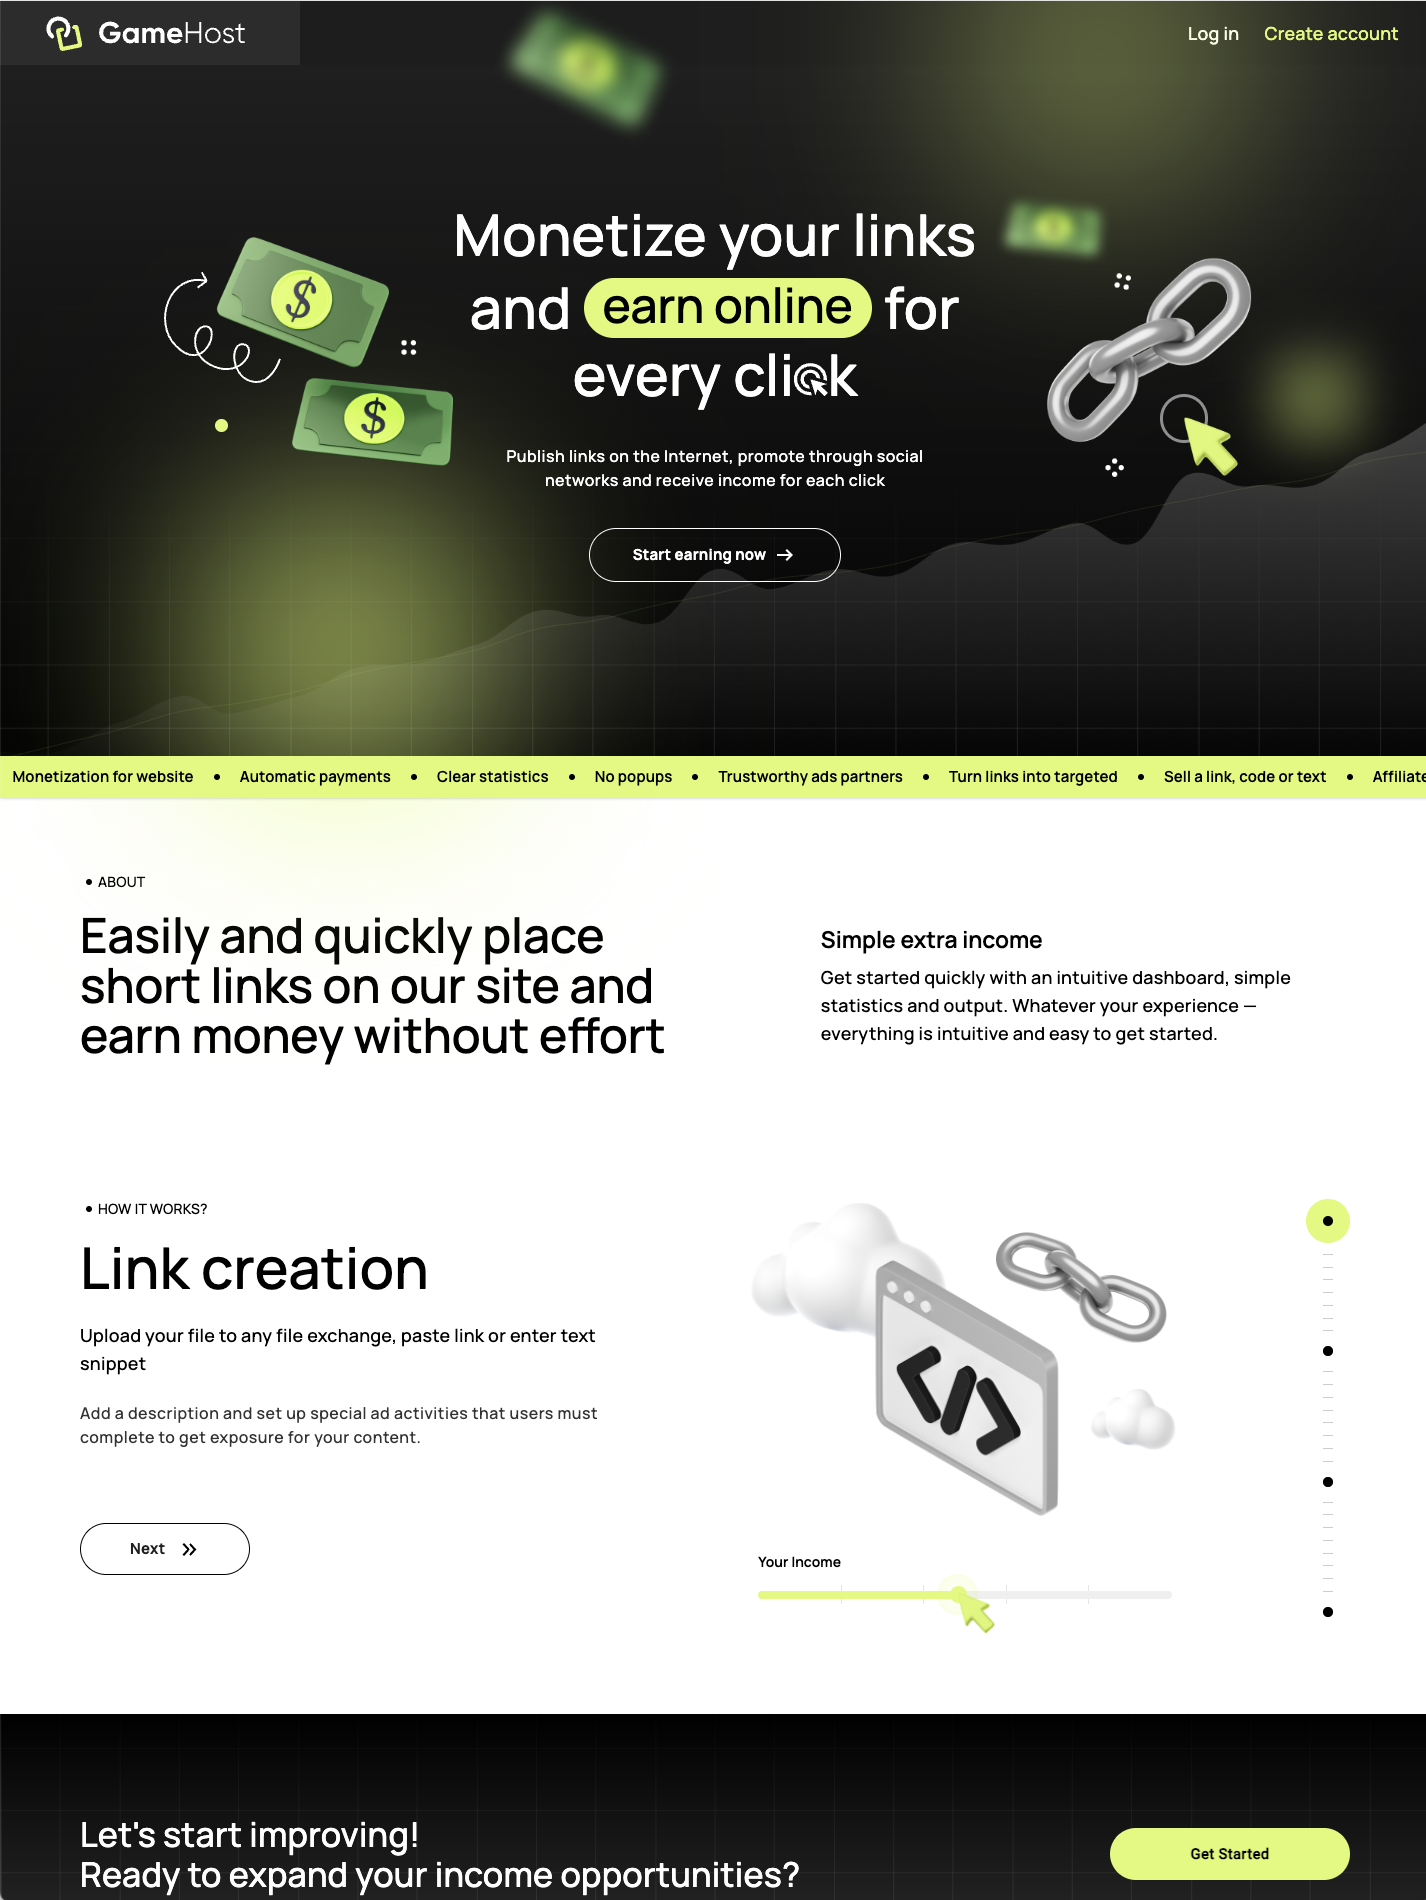 GameHost
Log in
Create account
Monetize your links
and earn online for
every click
Publish links on the Internet, promote through social
networks and receive income for each click
Start earning now
Monetization for website • Automatic payments • Clear statistics • No popups • Trustworthy ads partners • Turn links into targeted • Sell a link, code or text • Affiliate
• ABOUT
Easily and quickly place
short links on our site and
earn money without effort
Simple extra income
Get started quickly with an intuitive dashboard, simple
statistics and output. Whatever your experience —
everything is intuitive and easy to get started.
• HOW IT WORKS?
Link creation
Upload your file to any file exchange, paste link or enter text
snippet
Add a description and set up special ad activities that users must
complete to get exposure for your content.
Next
</>
Your Income
Let's start improving!
Ready to expand your income opportunities?
Get Started